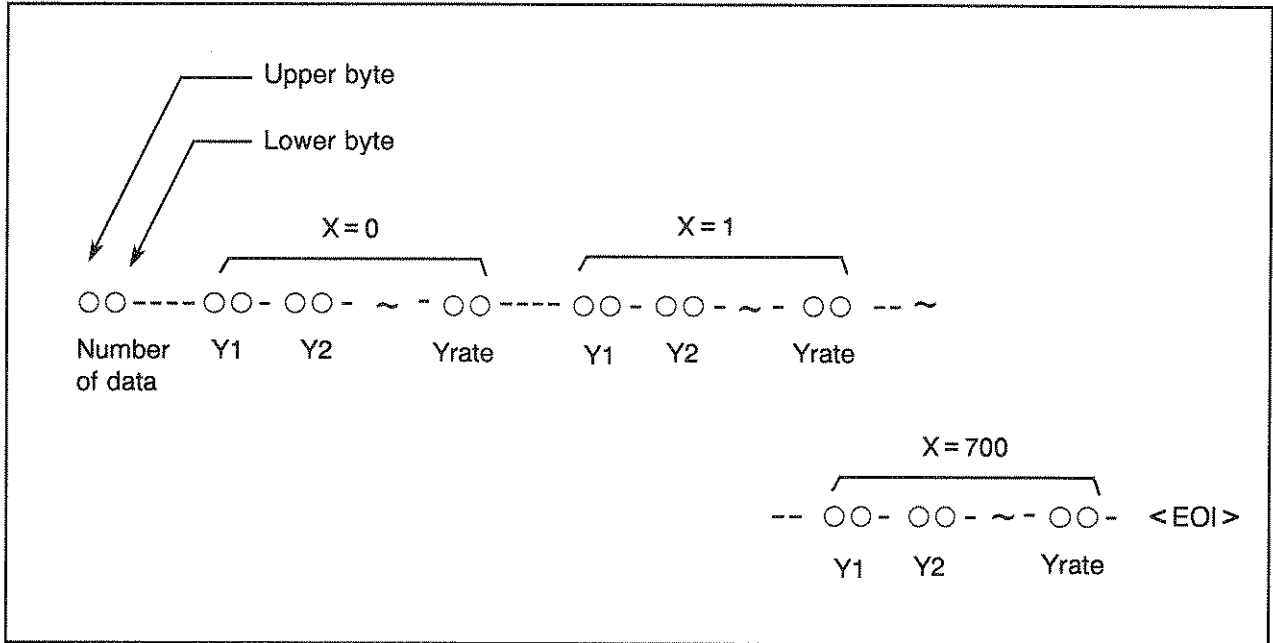 Upper byte
Lower byte
X = 0 X = 1
○○ ---- ○○ - ○○ - ~ - ○○ ---- ○○ - ○○ - ~ - ○○ -- ~
Number of data Y1 Y2 Yrate Y1 Y2 Yrate
X = 700
-- ○○ - ○○ - ~ - ○○ - <EOI>
Y1 Y2 Yrate